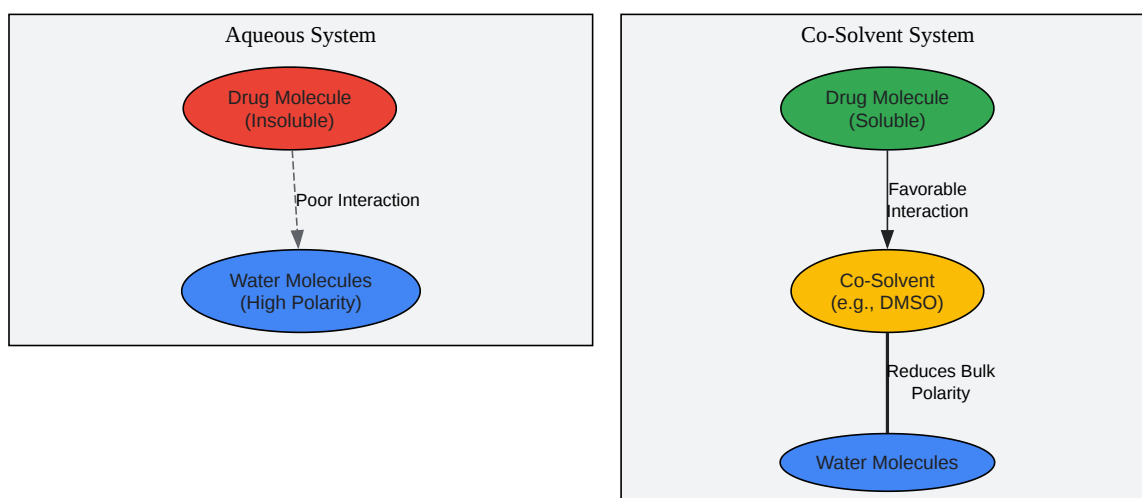 Aqueous System
Drug Molecule
(Insoluble)
Poor Interaction
Water Molecules
(High Polarity)
Co-Solvent System
Drug Molecule
(Soluble)
Favorable
Interaction
Co-Solvent
(e.g., DMSO)
Reduces Bulk
Polarity
Water Molecules